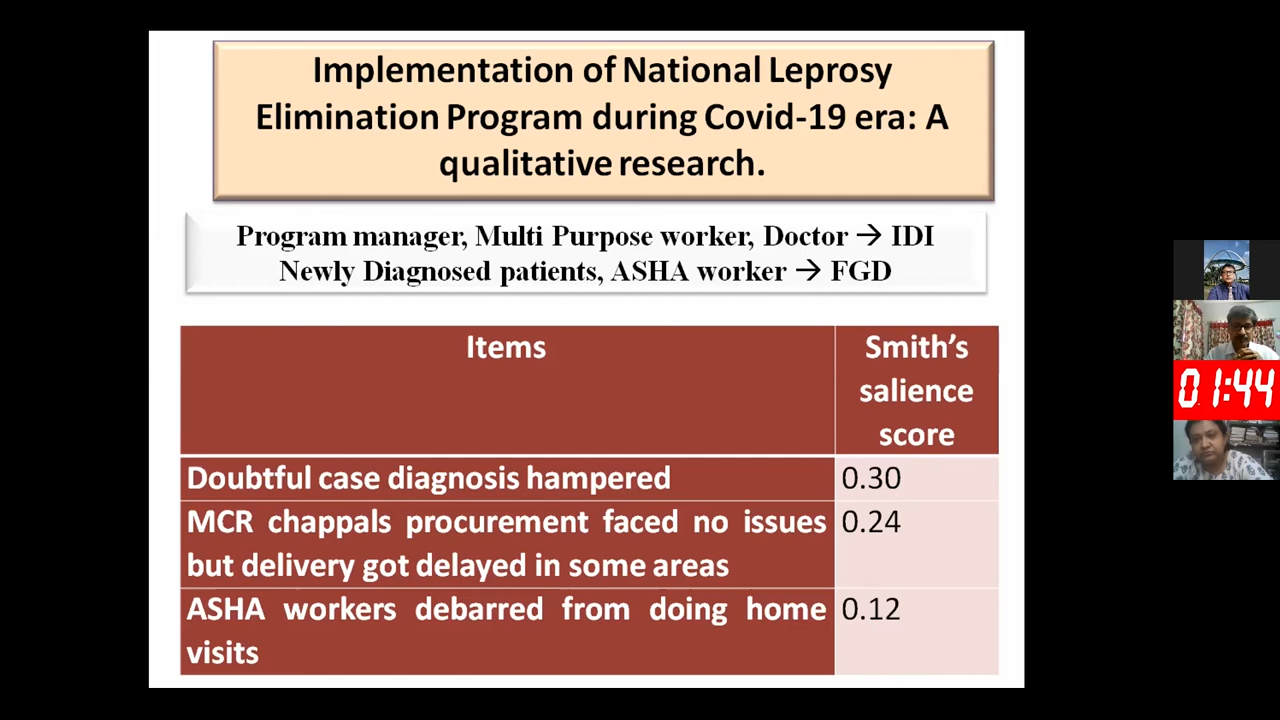 Implementation of National Leprosy
Elimination Program during Covid-19 era: A
qualitative research.
Program manager, Multi Purpose worker, Doctor → IDI
Newly Diagnosed patients, ASHA worker → FGD
Items
Smith's
salience
score
Doubtful case diagnosis hampered
0.30
MCR chappals procurement faced no issues
but delivery got delayed in some areas
0.24
ASHA workers debarred from doing home
visits
0.12
01:44